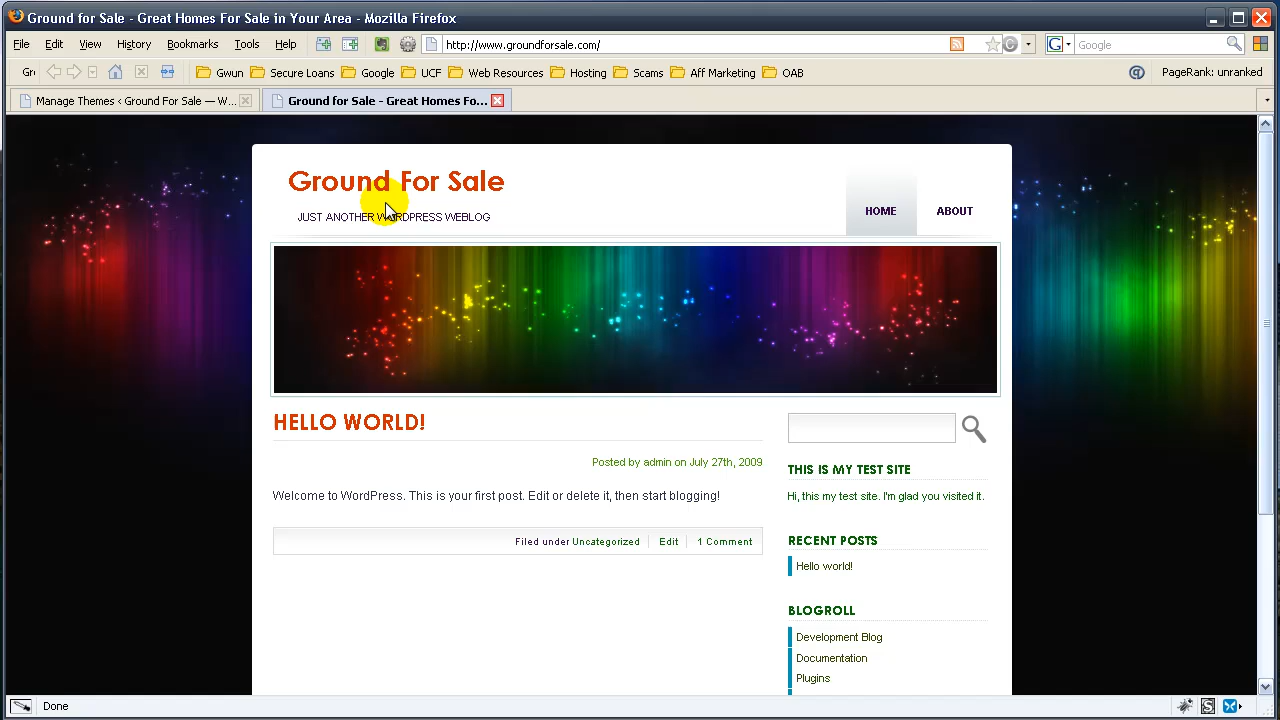 Ground for Sale - Great Homes For Sale in Your Area - Mozilla Firefox
File Edit View History Bookmarks Tools Help http://www.groundforsale.com/ G Google
Gr Gwun Secure Loans Google UCF Web Resources Hosting Scams Aff Marketing OAB @ PageRank: unranked
Manage Themes ‹ Ground For Sale — W... Ground for Sale - Great Homes Fo...
Ground For Sale
JUST ANOTHER WORDPRESS WEBLOG
HOME ABOUT
HELLO WORLD!
Posted by admin on July 27th, 2009
Welcome to WordPress. This is your first post. Edit or delete it, then start blogging!
Filed under Uncategorized Edit 1 Comment
THIS IS MY TEST SITE
Hi, this my test site. I'm glad you visited it.
RECENT POSTS
Hello world!
BLOGROLL
Development Blog
Documentation
Plugins
Done